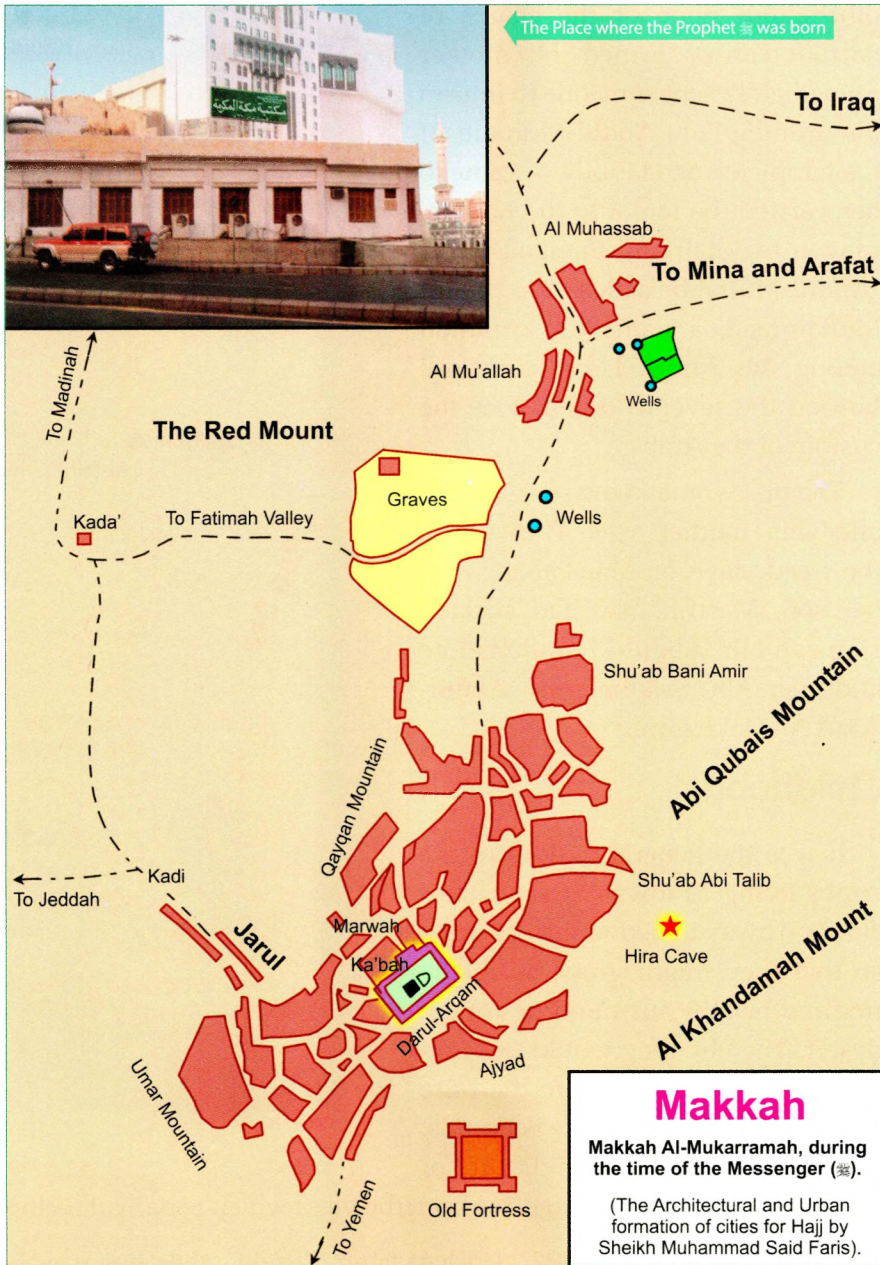 The Place where the Prophet ﷺ was born
مكتبة مكة المكرمة
To Iraq
Al Muhassab
To Mina and Arafat
Al Mu'allah
Wells
To Madinah
The Red Mount
Graves
Kada'
To Fatimah Valley
Wells
Shu'ab Bani Amir
Abi Qubais Mountain
Qayqan Mountain
Kadi
To Jeddah
Shu'ab Abi Talib
Jarul
Marwah
Ka'bah
Hira Cave
Darul-Arqam
Al Khandamah Mount
Ajyad
Umar Mountain
Old Fortress
To Yemen
Makkah
Makkah Al-Mukarramah, during
the time of the Messenger (ﷺ).
(The Architectural and Urban
formation of cities for Hajj by
Sheikh Muhammad Said Faris).